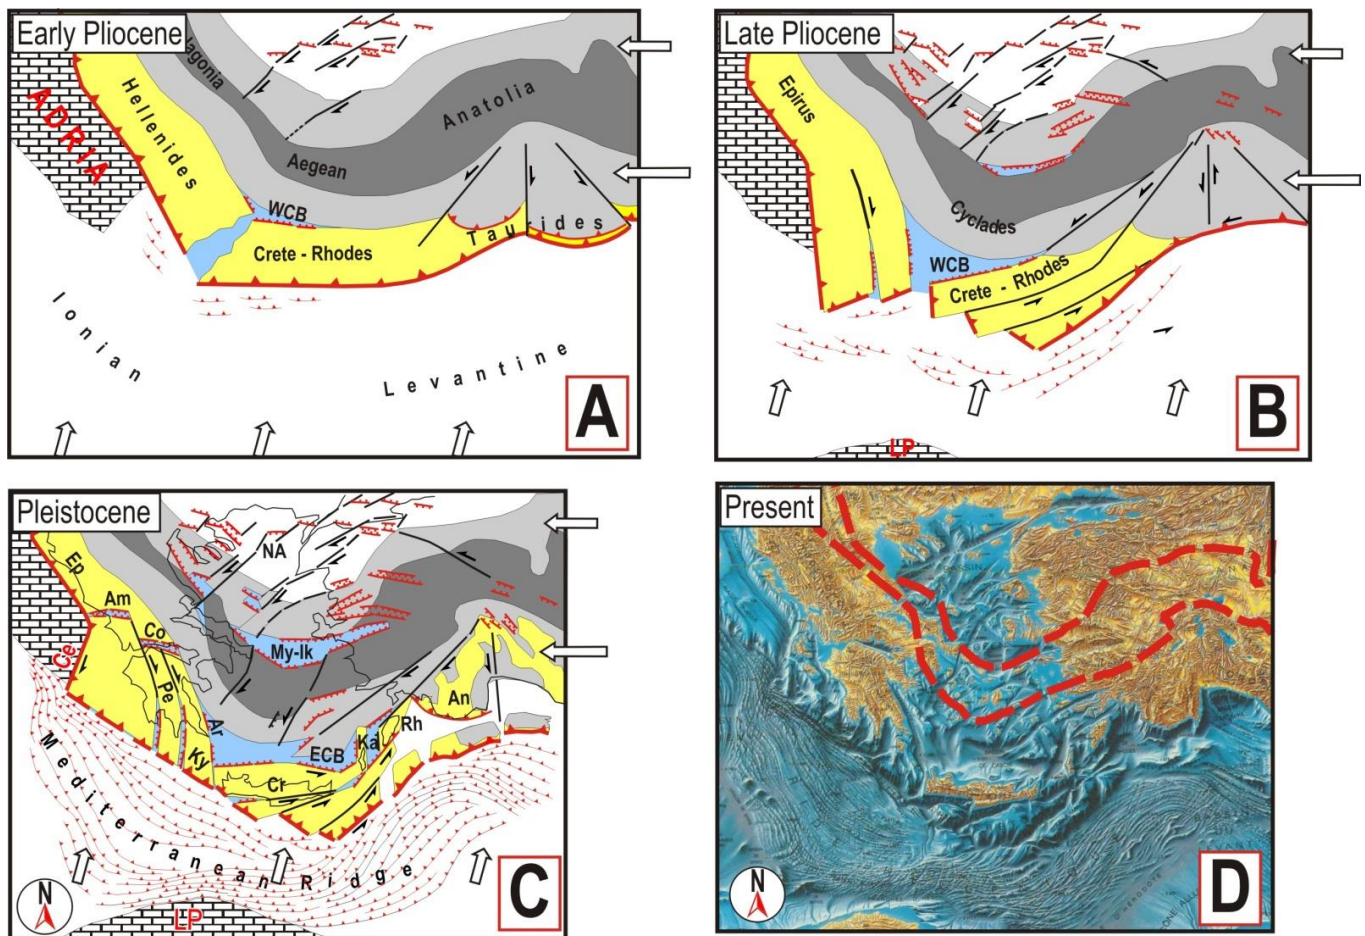 Early Pliocene
ADRIA
Hellenides
lagonia
Aegean
Anatolia
WCB
Crete - Rhodes
Taurides
Ionian
Levantine
A
Late Pliocene
Epirus
Cyclades
WCB
Crete - Rhodes
LP
B
Pleistocene
NA
Ep
Am
Co
Ce
Pe
My-Ik
Ar
Ky
ECB
Ka
Rh
An
Cr
Mediterranean Ridge
LP
N
C
Present
BASSIN
N
D